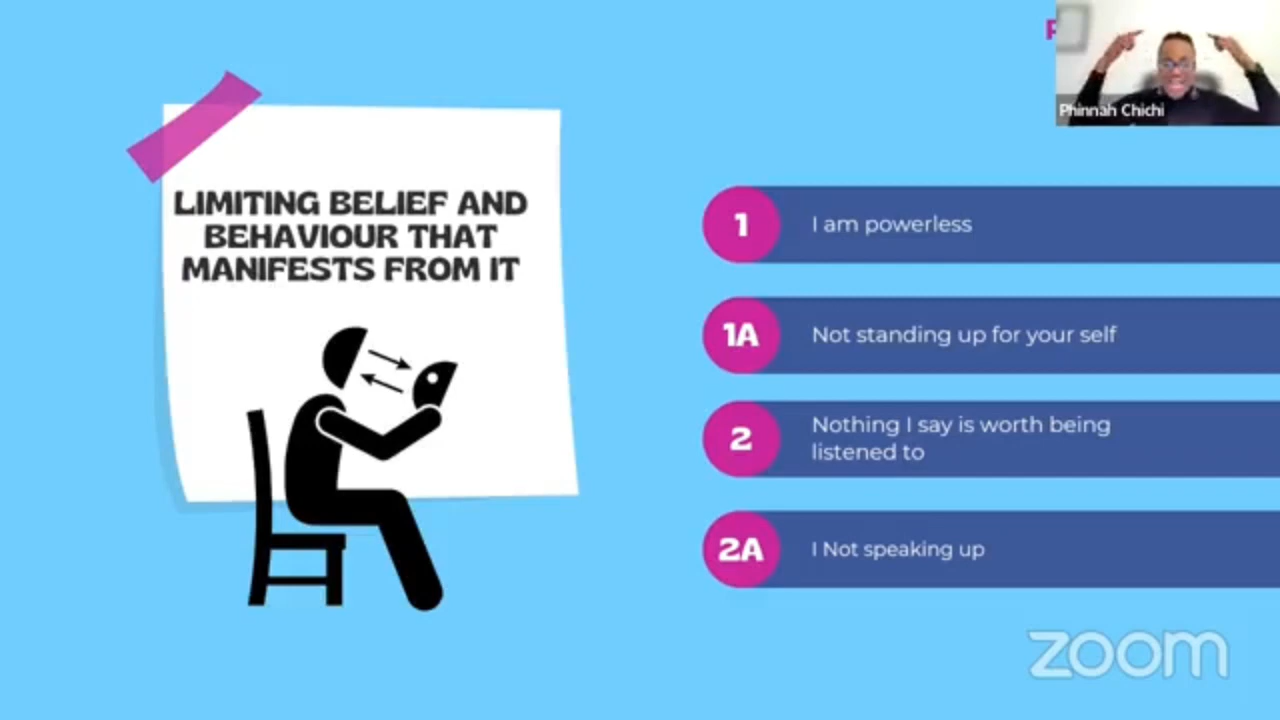 LIMITING BELIEF AND
BEHAVIOUR THAT
MANIFESTS FROM IT
Phinnah Chichi
1 I am powerless
1A Not standing up for your self
2 Nothing I say is worth being
listened to
2A I Not speaking up
zoom